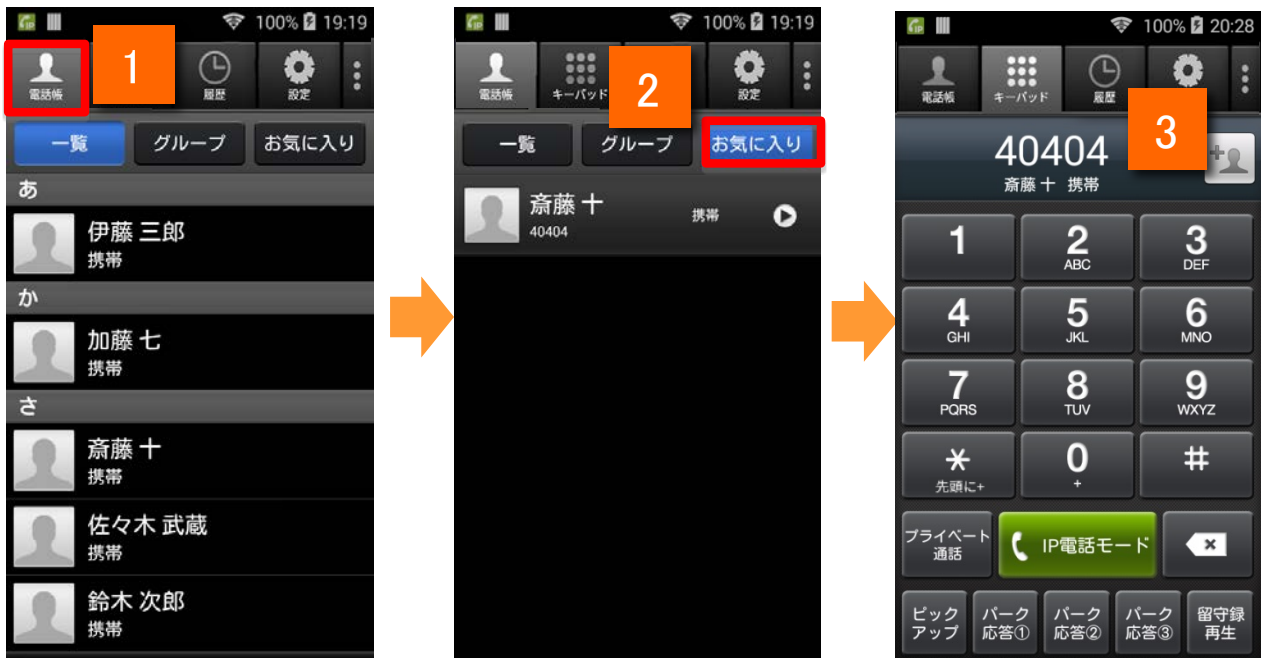 100% 19:19
1
電話帳
履歴
設定
一覧
グループ
お気に入り
あ
伊藤 三郎
携帯
か
加藤 七
携帯
さ
斎藤 十
携帯
佐々木 武蔵
携帯
鈴木 次郎
携帯
100% 19:19
電話帳
キーパッド
2
設定
一覧
グループ
お気に入り
斎藤 十
40404
携帯
100% 20:28
電話帳
キーパッド
履歴
3
40404
斎藤 十 携帯
1
2
ABC
3
DEF
4
GHI
5
JKL
6
MNO
7
PQRS
8
TUV
9
WXYZ
*
先頭に+
0
+
#
プライベート
通話
IP電話モード
ピック
アップ
パーク
応答①
パーク
応答②
パーク
応答③
留守録
再生